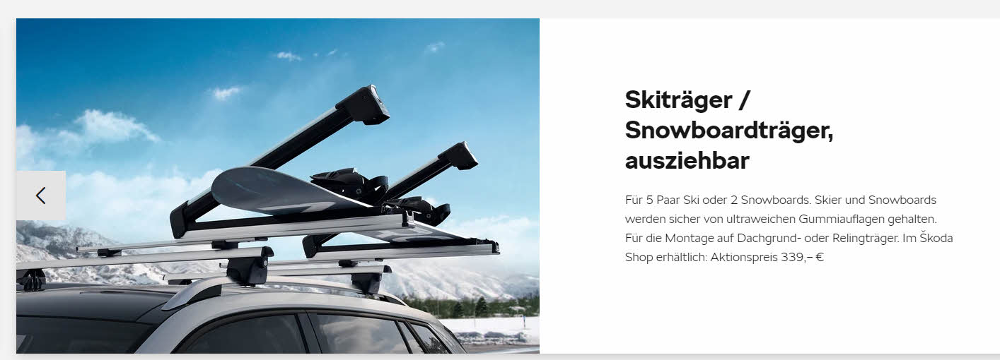 Skiträger /
Snowboardträger,
ausziehbar
Für 5 Paar Ski oder 2 Snowboards. Skier und Snowboards
werden sicher von ultraweichen Gummiauflagen gehalten.
Für die Montage auf Dachgrund- oder Relingträger. Im Škoda
Shop erhältlich: Aktionspreis 339,– €